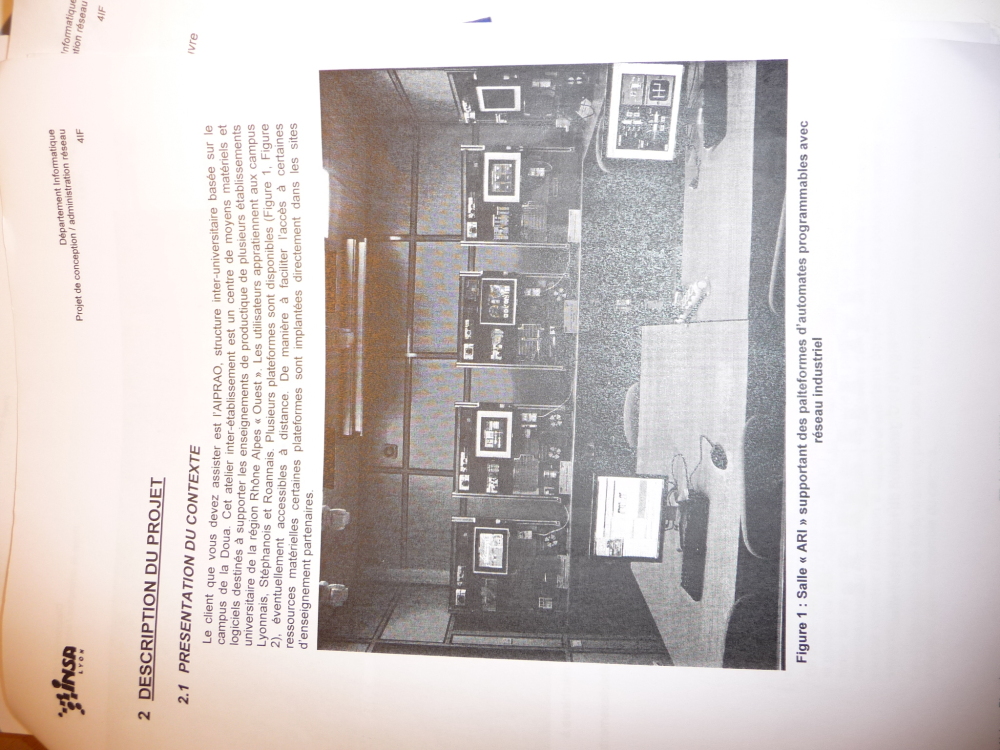 INSA
LYON
Département Informatique
Projet de conception / administration réseau
4IF
nformatique
ation réseau
4IF
ivre
2 DESCRIPTION DU PROJET
2.1 PRESENTATION DU CONTEXTE
Le client que vous devez assister est l'AIPRAO, structure inter-universitaire basée sur le
campus de la Doua. Cet atelier inter-établissement est un centre de moyens matériels et
logiciels destinés à supporter les enseignements de productique de plusieurs établissements
universitaire de la région Rhône Alpes « Ouest ». Les utilisateurs appratiennent aux campus
Lyonnais, Stéphanois et Roannais. Plusieurs plateformes sont disponibles (Figure 1, Figure
2), éventuellement accessibles à distance. De manière à faciliter l'accès à certaines
ressources matérielles certaines plateformes sont implantées directement dans les sites
d'enseignement partenaires.
Figure 1 : Salle « ARI » supportant des palteformes d'automates programmables avec
réseau industriel